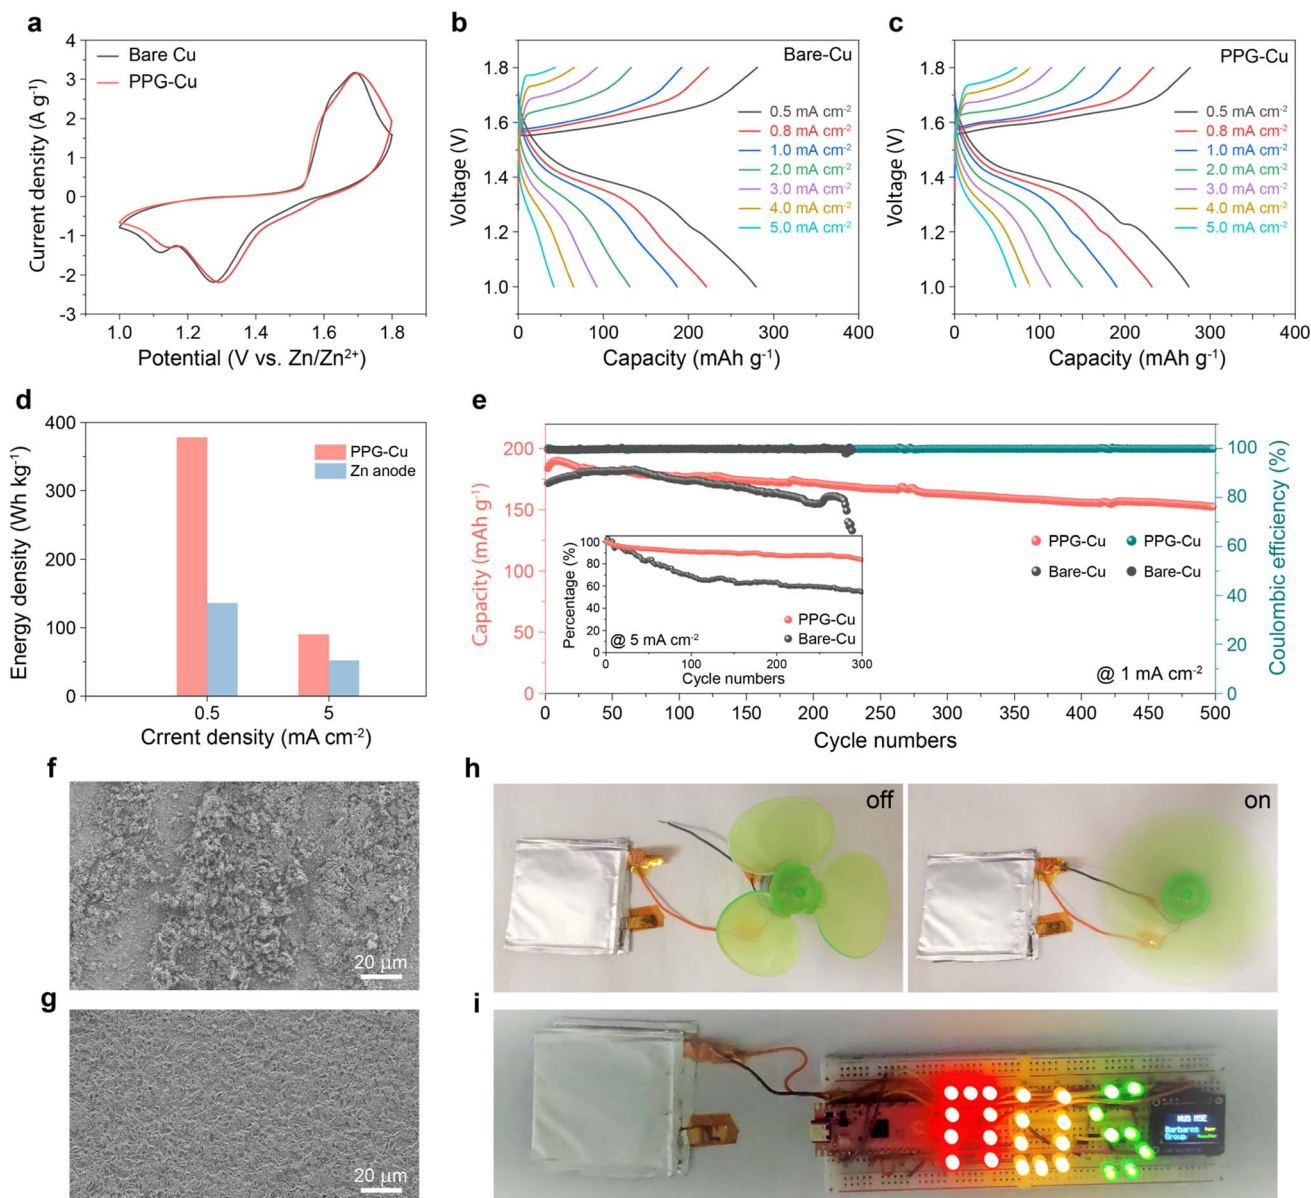 a
4
3
2
1
0
-1
-2
-3
Bare Cu
PPG-Cu
1.0 1.2 1.4 1.6 1.8
Current density (A g⁻¹)
Potential (V vs. Zn/Zn²⁺)
b
Bare-Cu
1.8
1.6
1.4
1.2
1.0
0.5 mA cm⁻²
0.8 mA cm⁻²
1.0 mA cm⁻²
2.0 mA cm⁻²
3.0 mA cm⁻²
4.0 mA cm⁻²
5.0 mA cm⁻²
0 100 200 300 400
Voltage (V)
Capacity (mAh g⁻¹)
c
PPG-Cu
1.8
1.6
1.4
1.2
1.0
0.5 mA cm⁻²
0.8 mA cm⁻²
1.0 mA cm⁻²
2.0 mA cm⁻²
3.0 mA cm⁻²
4.0 mA cm⁻²
5.0 mA cm⁻²
0 100 200 300 400
Voltage (V)
Capacity (mAh g⁻¹)
d
400
300
200
100
0
PPG-Cu
Zn anode
0.5 5
Energy density (Wh kg⁻¹)
Crrent density (mA cm⁻²)
e
200
150
100
50
0
Capacity (mAh g⁻¹)
100
80
60
40
20
0
Coulombic efficiency (%)
PPG-Cu PPG-Cu
Bare-Cu Bare-Cu
@ 1 mA cm⁻²
100
80
60
40
20
0
Percentage (%)
PPG-Cu
Bare-Cu
@ 5 mA cm⁻²
0 100 200 300
Cycle numbers
0 50 100 150 200 250 300 350 400 450 500
Cycle numbers
f
20 μm
g
20 μm
h
off
on
i
Barbaros
Group